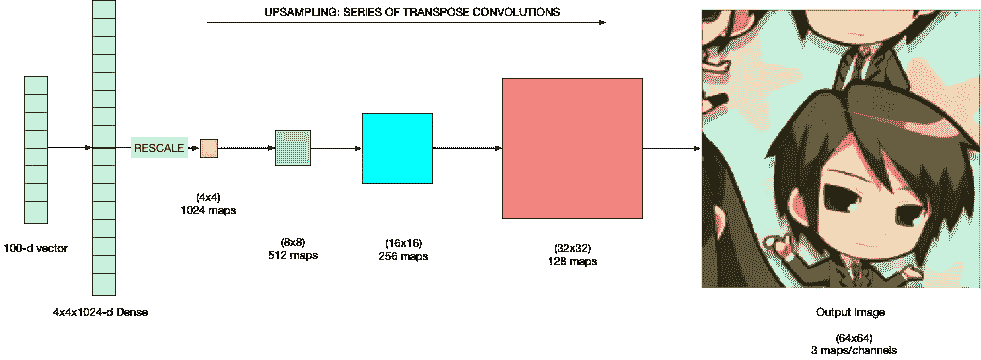 UPSAMPLING: SERIES OF TRANSPOSE CONVOLUTIONS
RESCALE
(4x4)
1024 maps
100-d vector
(8x8)
512 maps
(16x16)
256 maps
(32x32)
128 maps
4x4x1024-d Dense
Output Image
(64x64)
3 maps/channels